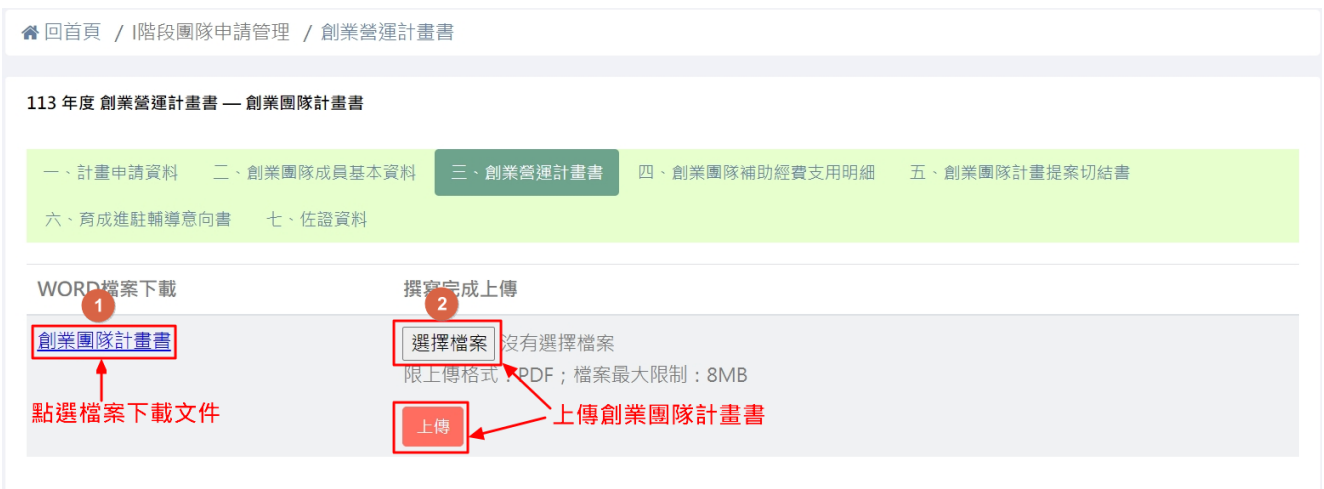 回首頁 / I階段團隊申請管理 / 創業營運計畫書
113 年度 創業營運計畫書 — 創業團隊計畫書
一、計畫申請資料 二、創業團隊成員基本資料 三、創業營運計畫書 四、創業團隊補助經費支用明細 五、創業團隊計畫提案切結書
六、育成進駐輔導意向書 七、佐證資料
WORD檔案下載 撰寫完成上傳
1 2
創業團隊計畫書 選擇檔案 沒有選擇檔案
限上傳格式：PDF；檔案最大限制：8MB
點選檔案下載文件 上傳創業團隊計畫書
上傳